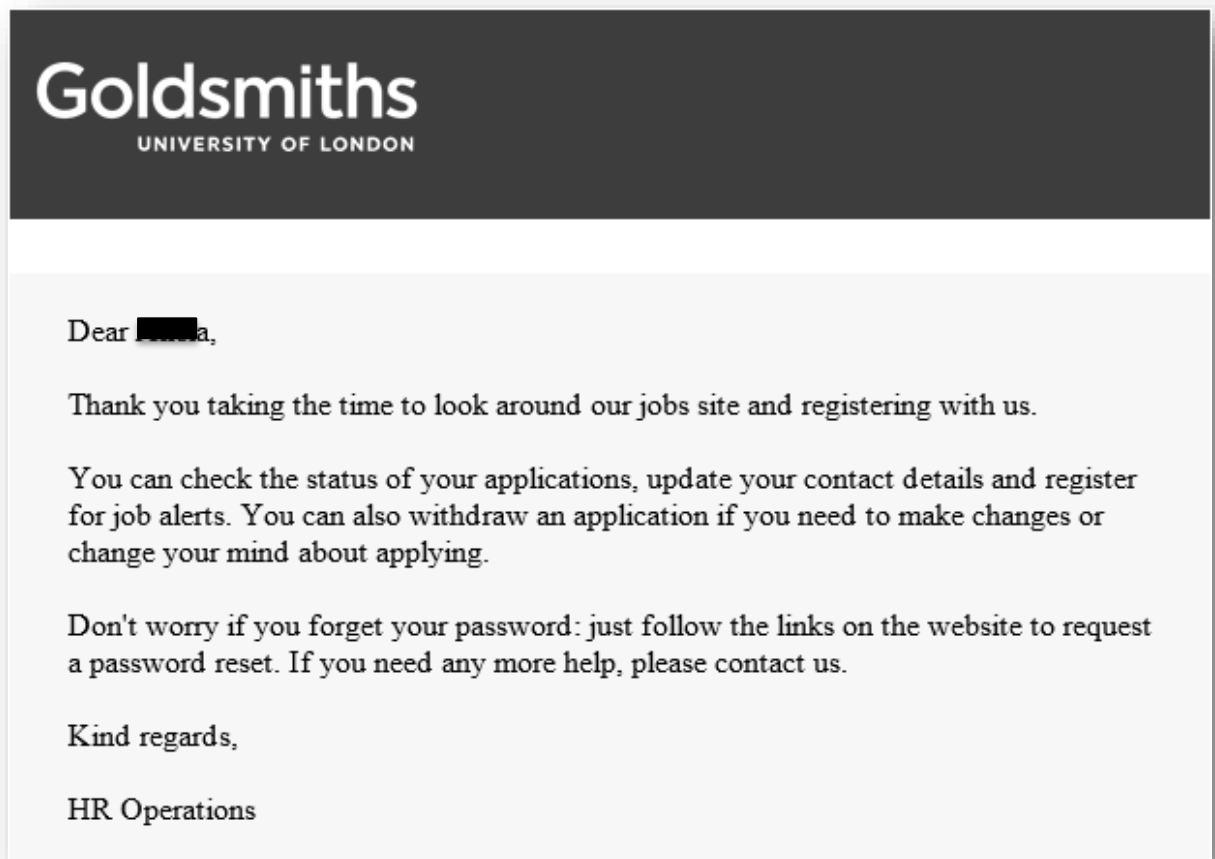 Goldsmiths
UNIVERSITY OF LONDON
Dear
Thank you taking the time to look around our jobs site and registering with us.
You can check the status of your applications, update your contact details and register
for job alerts. You can also withdraw an application if you need to make changes or
change your mind about applying.
Don't worry if you forget your password: just follow the links on the website to request
a password reset. If you need any more help, please contact us.
Kind regards,
HR Operations